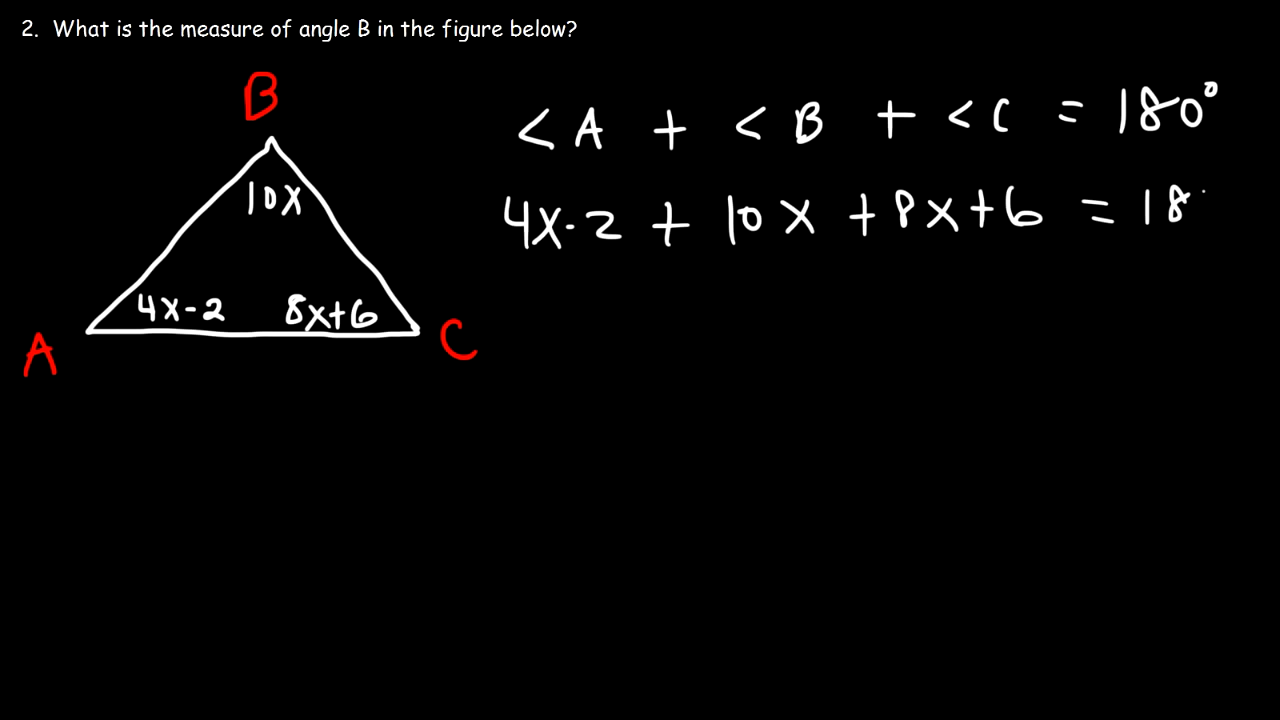 2. What is the measure of angle B in the figure below?
B
<A + <B + <C = 180°
10x
4x-2 + 10x + 8x+6 = 18
4x-2 8x+6
A C